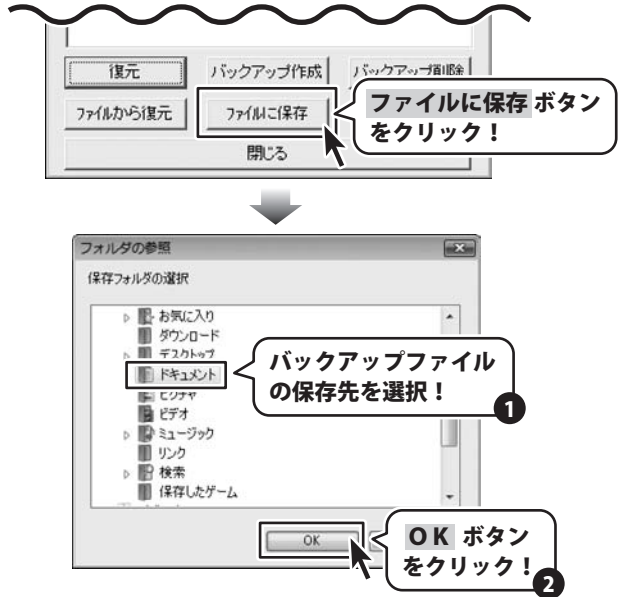 復元
バックアップ作成
バックアップ削除
ファイルから復元
ファイルに保存
ファイルに保存 ボタン
をクリック！
閉じる
フォルダの参照
保存フォルダの選択
お気に入り
ダウンロード
デスクトップ
ドキュメント
バックアップファイル
の保存先を選択！
1
ピクチャ
ビデオ
ミュージック
リンク
検索
保存したゲーム
OK
OK ボタン
をクリック！
2